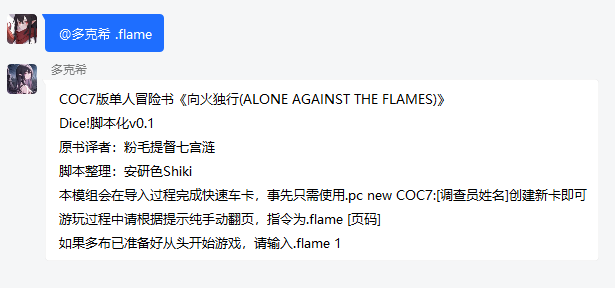 @多克希 .flame
多克希
COC7版单人冒险书《向火独行(ALONE AGAINST THE FLAMES)》
Dice!脚本化v0.1
原书译者：粉毛提督七宫涟
脚本整理：安研色Shiki
本模组会在导入过程完成快速车卡，事先只需使用.pc new COC7:[调查员姓名]创建新卡即可
游玩过程中请根据提示纯手动翻页，指令为.flame [页码]
如果多布已准备好从头开始游戏，请输入.flame 1